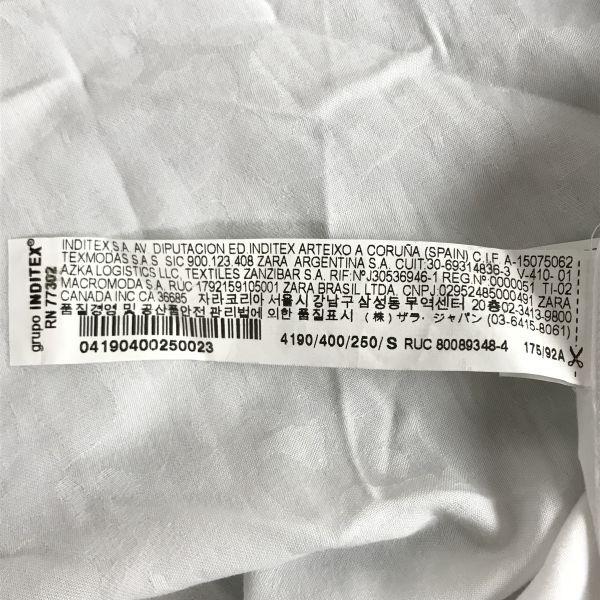 grupo INDITEX®
RN 77302
INDITEX S.A. AV. DIPUTACION ED INDITEX ARTEIXO A CORUÑA (SPAIN) C.I.F. A-15075062
TEXMODAS S.A.S. SIC 900.123.408 ZARA ARGENTINA S.A. CUIT:30-69314836-3 V-410-01
AZKA LOGISTICS LLC, TEXTILES ZANZIBAR S.A. RIF:NºJ30536946-1 REG.Nº0000051 TI-02
MACROMODA S.A. RUC 1792159105001 ZARA BRASIL LTDA. CNPJ 02952485000491 ZARA
CANADA INC CA 36685 자라코리아 서울시 강남구 삼성동 무역센터 20層02-3413-9800
품질경영 및 공산품안전 관리법에 의한 품질표시 (株) ザラ・ジャパン (03-6415-8061)
04190400250023
4190/400/250/ S RUC 80089348-4 175/92A